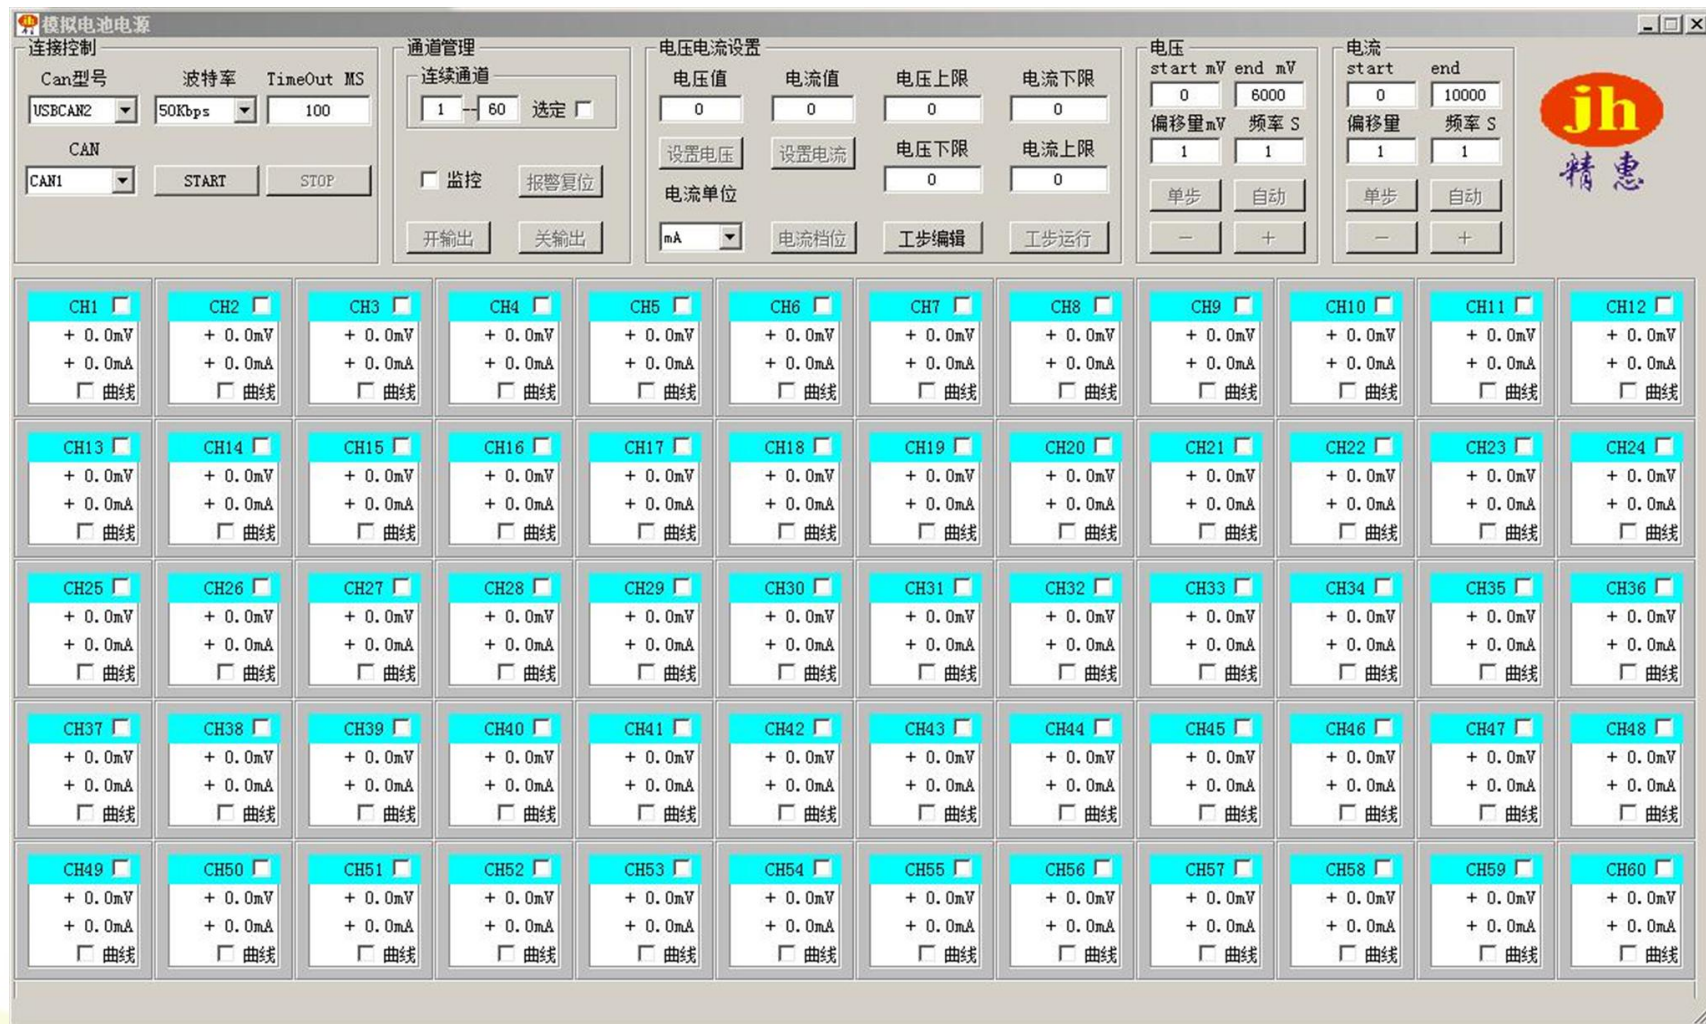 模拟电池电源
连接控制
Can型号 波特率 TimeOut MS
USBCAN2 50Kbps 100
CAN
CAN1 START STOP
通道管理
连续通道
1 -- 60 选定
监控 报警复位
开输出 关输出
电压电流设置
电压值 电流值 电压上限 电流下限
0 0 0 0
设置电压 设置电流 电压下限 电流上限
0 0
电流单位
mA 电流档位 工步编辑 工步运行
电压
start mV end mV
0 6000
偏移量mV 频率 S
1 1
单步 自动
- +
电流
start end
0 10000
偏移量 频率 S
1 1
单步 自动
- +
jh
精惠
CH1 CH2 CH3 CH4 CH5 CH6 CH7 CH8 CH9 CH10 CH11 CH12
+ 0.0mV + 0.0mV + 0.0mV + 0.0mV + 0.0mV + 0.0mV + 0.0mV + 0.0mV + 0.0mV + 0.0mV + 0.0mV + 0.0mV
+ 0.0mA + 0.0mA + 0.0mA + 0.0mA + 0.0mA + 0.0mA + 0.0mA + 0.0mA + 0.0mA + 0.0mA + 0.0mA + 0.0mA
曲线 曲线 曲线 曲线 曲线 曲线 曲线 曲线 曲线 曲线 曲线 曲线
CH13 CH14 CH15 CH16 CH17 CH18 CH19 CH20 CH21 CH22 CH23 CH24
+ 0.0mV + 0.0mV + 0.0mV + 0.0mV + 0.0mV + 0.0mV + 0.0mV + 0.0mV + 0.0mV + 0.0mV + 0.0mV + 0.0mV
+ 0.0mA + 0.0mA + 0.0mA + 0.0mA + 0.0mA + 0.0mA + 0.0mA + 0.0mA + 0.0mA + 0.0mA + 0.0mA + 0.0mA
曲线 曲线 曲线 曲线 曲线 曲线 曲线 曲线 曲线 曲线 曲线 曲线
CH25 CH26 CH27 CH28 CH29 CH30 CH31 CH32 CH33 CH34 CH35 CH36
+ 0.0mV + 0.0mV + 0.0mV + 0.0mV + 0.0mV + 0.0mV + 0.0mV + 0.0mV + 0.0mV + 0.0mV + 0.0mV + 0.0mV
+ 0.0mA + 0.0mA + 0.0mA + 0.0mA + 0.0mA + 0.0mA + 0.0mA + 0.0mA + 0.0mA + 0.0mA + 0.0mA + 0.0mA
曲线 曲线 曲线 曲线 曲线 曲线 曲线 曲线 曲线 曲线 曲线 曲线
CH37 CH38 CH39 CH40 CH41 CH42 CH43 CH44 CH45 CH46 CH47 CH48
+ 0.0mV + 0.0mV + 0.0mV + 0.0mV + 0.0mV + 0.0mV + 0.0mV + 0.0mV + 0.0mV + 0.0mV + 0.0mV + 0.0mV
+ 0.0mA + 0.0mA + 0.0mA + 0.0mA + 0.0mA + 0.0mA + 0.0mA + 0.0mA + 0.0mA + 0.0mA + 0.0mA + 0.0mA
曲线 曲线 曲线 曲线 曲线 曲线 曲线 曲线 曲线 曲线 曲线 曲线
CH49 CH50 CH51 CH52 CH53 CH54 CH55 CH56 CH57 CH58 CH59 CH60
+ 0.0mV + 0.0mV + 0.0mV + 0.0mV + 0.0mV + 0.0mV + 0.0mV + 0.0mV + 0.0mV + 0.0mV + 0.0mV + 0.0mV
+ 0.0mA + 0.0mA + 0.0mA + 0.0mA + 0.0mA + 0.0mA + 0.0mA + 0.0mA + 0.0mA + 0.0mA + 0.0mA + 0.0mA
曲线 曲线 曲线 曲线 曲线 曲线 曲线 曲线 曲线 曲线 曲线 曲线